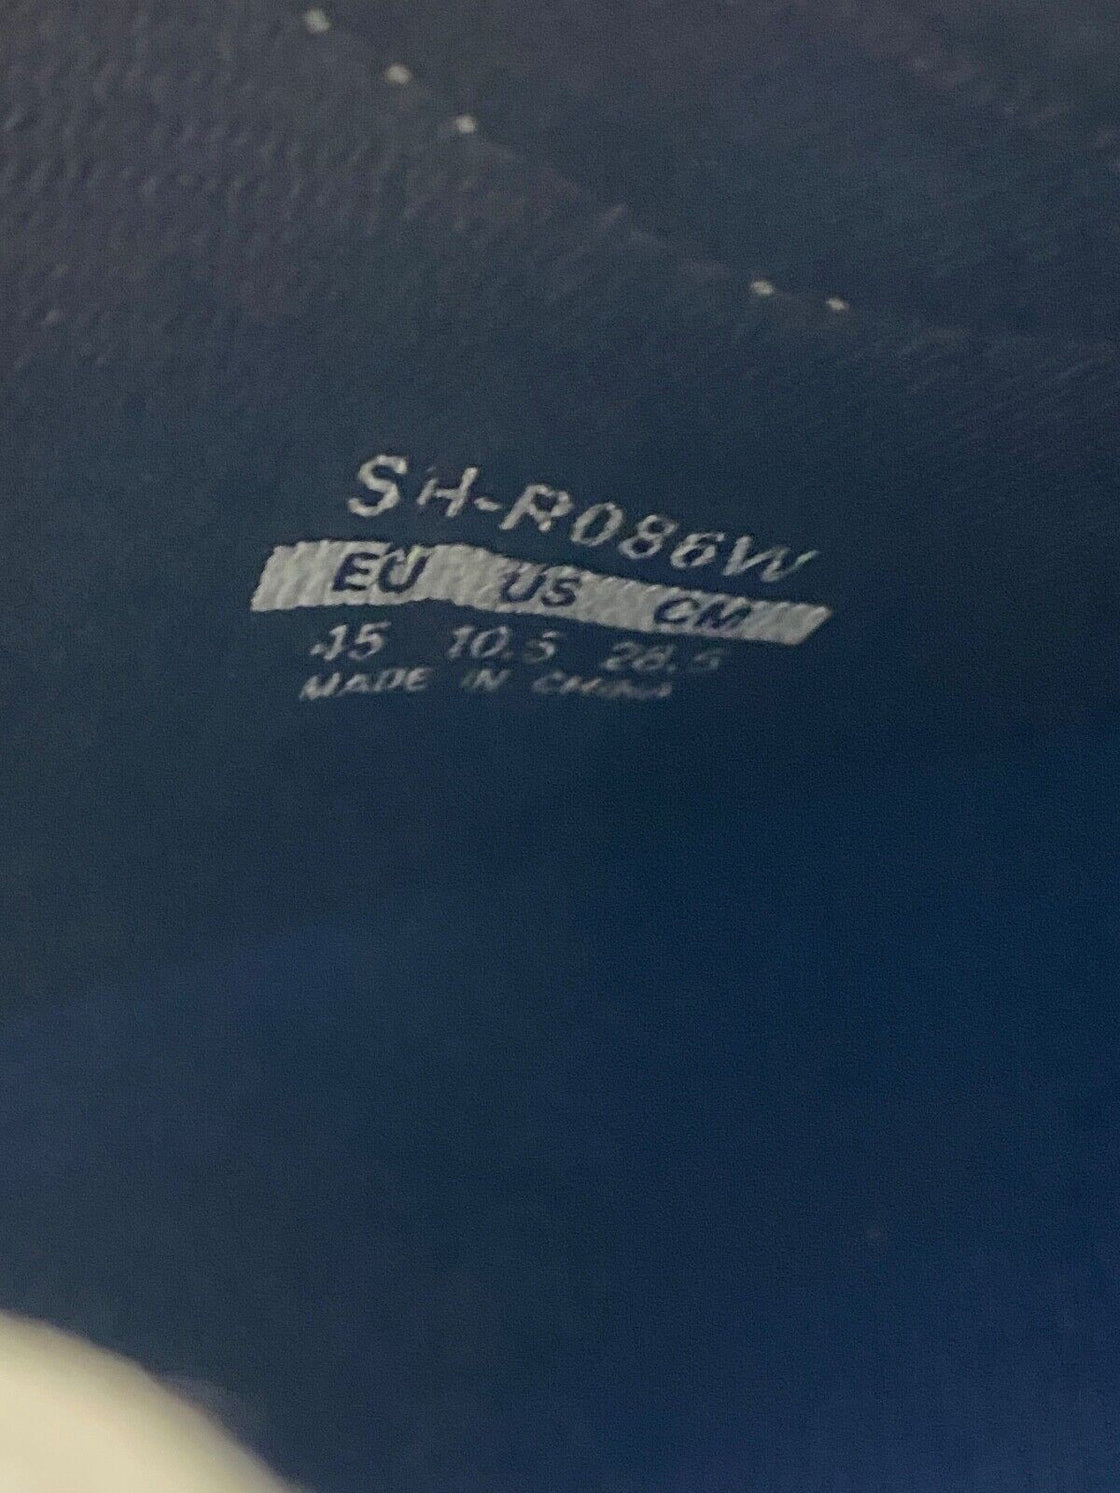 SH-R086W
EU US CM
45 10.5 28.5
MADE IN CHINA